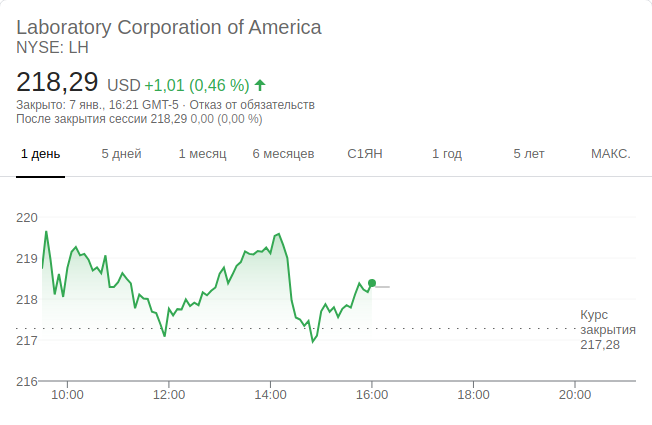 Laboratory Corporation of America
NYSE: LH
218,29 USD +1,01 (0,46 %)
Закрыто: 7 янв., 16:21 GMT-5 · Отказ от обязательств
После закрытия сессии 218,29 0,00 (0,00 %)
1 день 5 дней 1 месяц 6 месяцев С1ЯН 1 год 5 лет МАКС.
220
219
218
Курс
закрытия
217,28
217
216
10:00 12:00 14:00 16:00 18:00 20:00